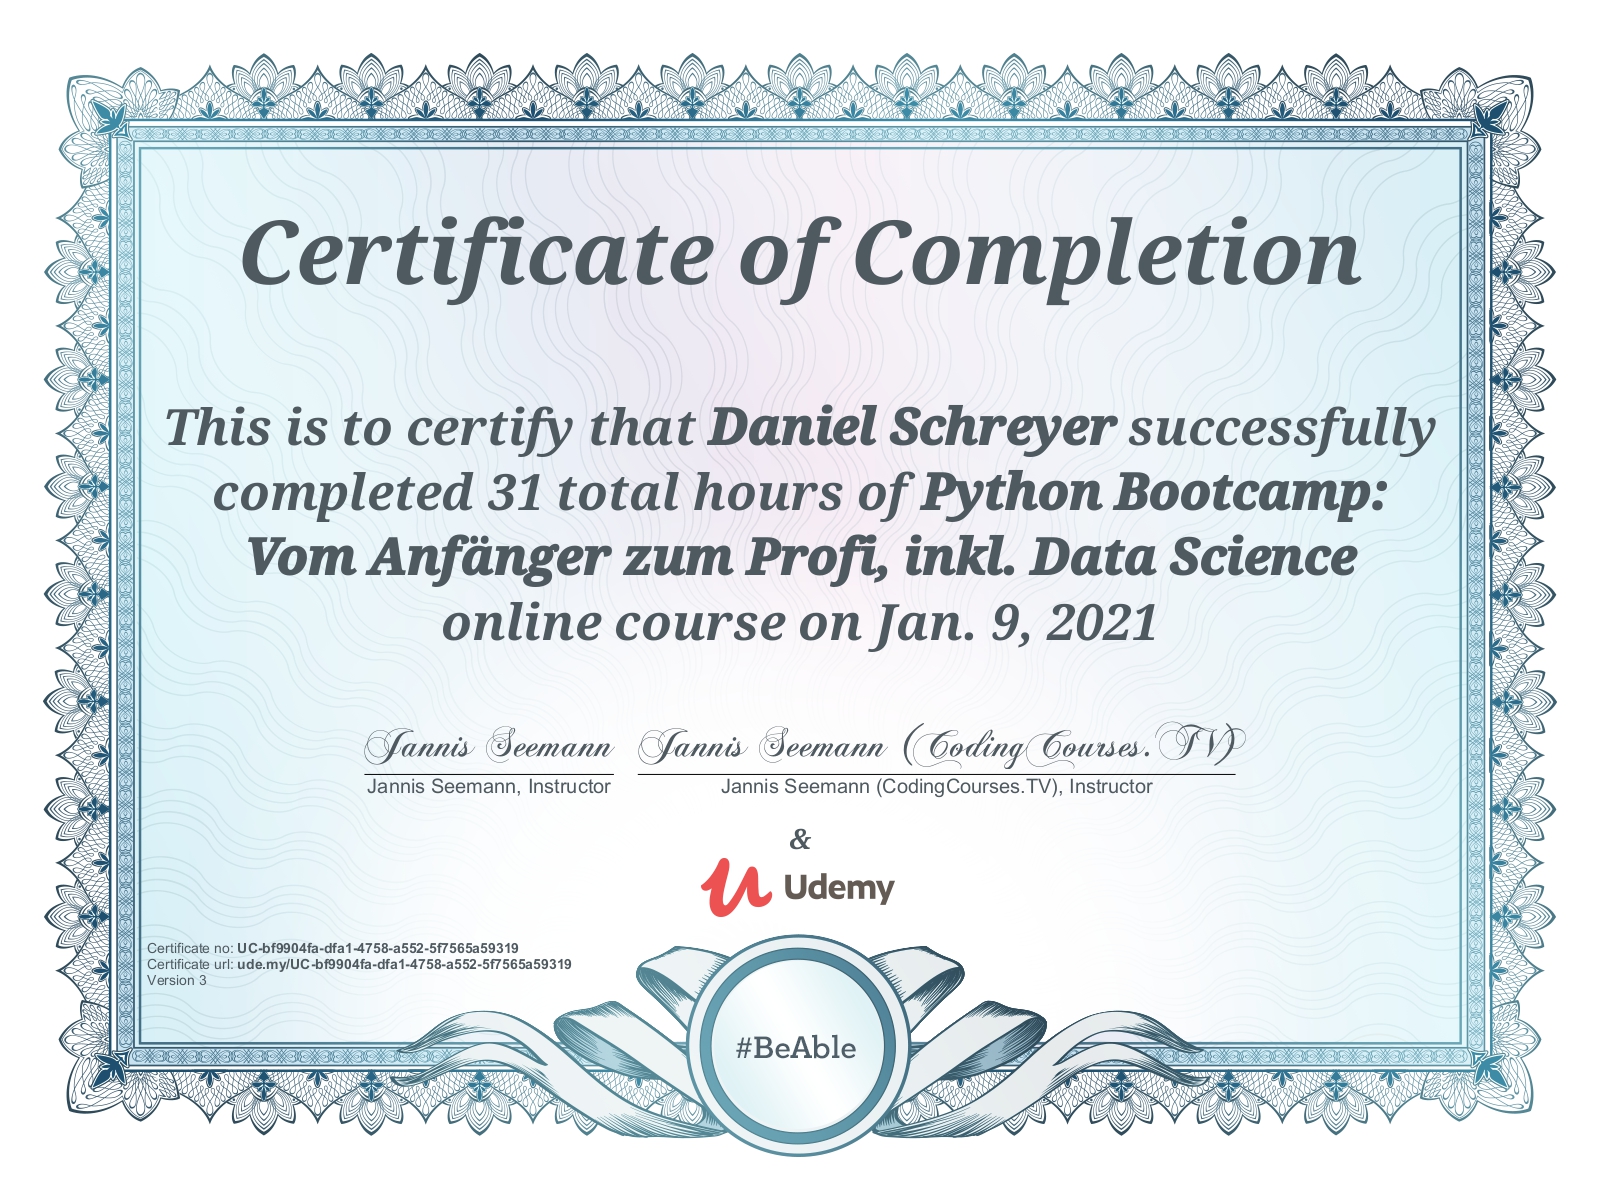 Certificate of Completion
This is to certify that Daniel Schreyer successfully
completed 31 total hours of Python Bootcamp:
Vom Anfänger zum Profi, inkl. Data Science
online course on Jan. 9, 2021
Jannis Seemann Jannis Seemann (CodingCourses.TV)
Jannis Seemann, Instructor Jannis Seemann (CodingCourses.TV), Instructor
&
Udemy
Certificate no: UC-bf9904fa-dfa1-4758-a552-5f7565a59319
Certificate url: ude.my/UC-bf9904fa-dfa1-4758-a552-5f7565a59319
Version 3
#BeAble